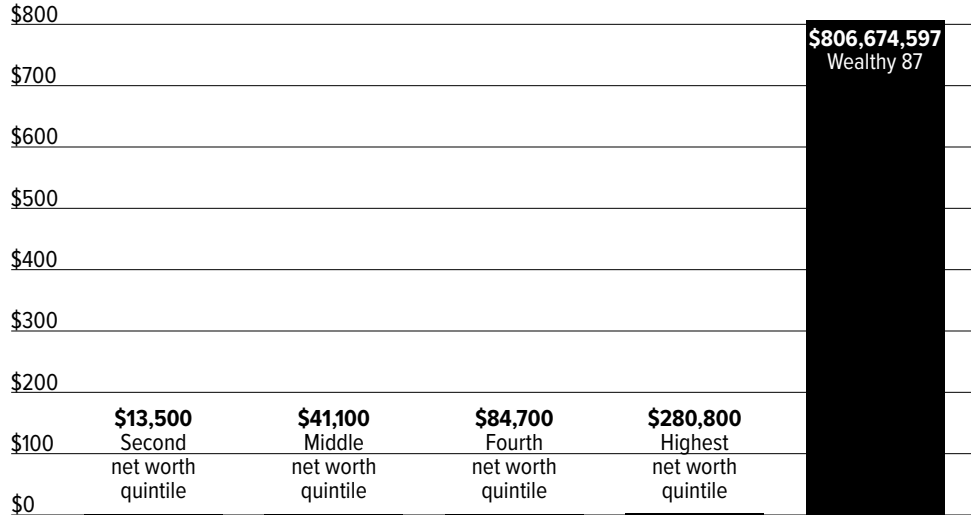 $800
$700
$600
$500
$400
$300
$200
$100
$0
$13,500
Second
net worth
quintile
$41,100
Middle
net worth
quintile
$84,700
Fourth
net worth
quintile
$280,800
Highest
net worth
quintile
$806,674,597
Wealthy 87